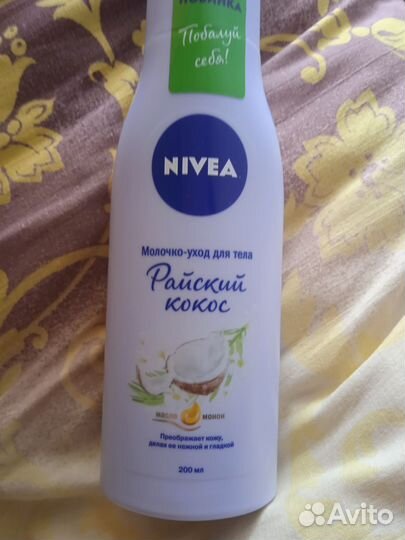 НОВИНКА
Побалуй
себя!
NIVEA
Молочко-уход для тела
Райский
кокос
масло монои
Преображает кожу,
делая ее нежной и гладкой
200 мл
Avito